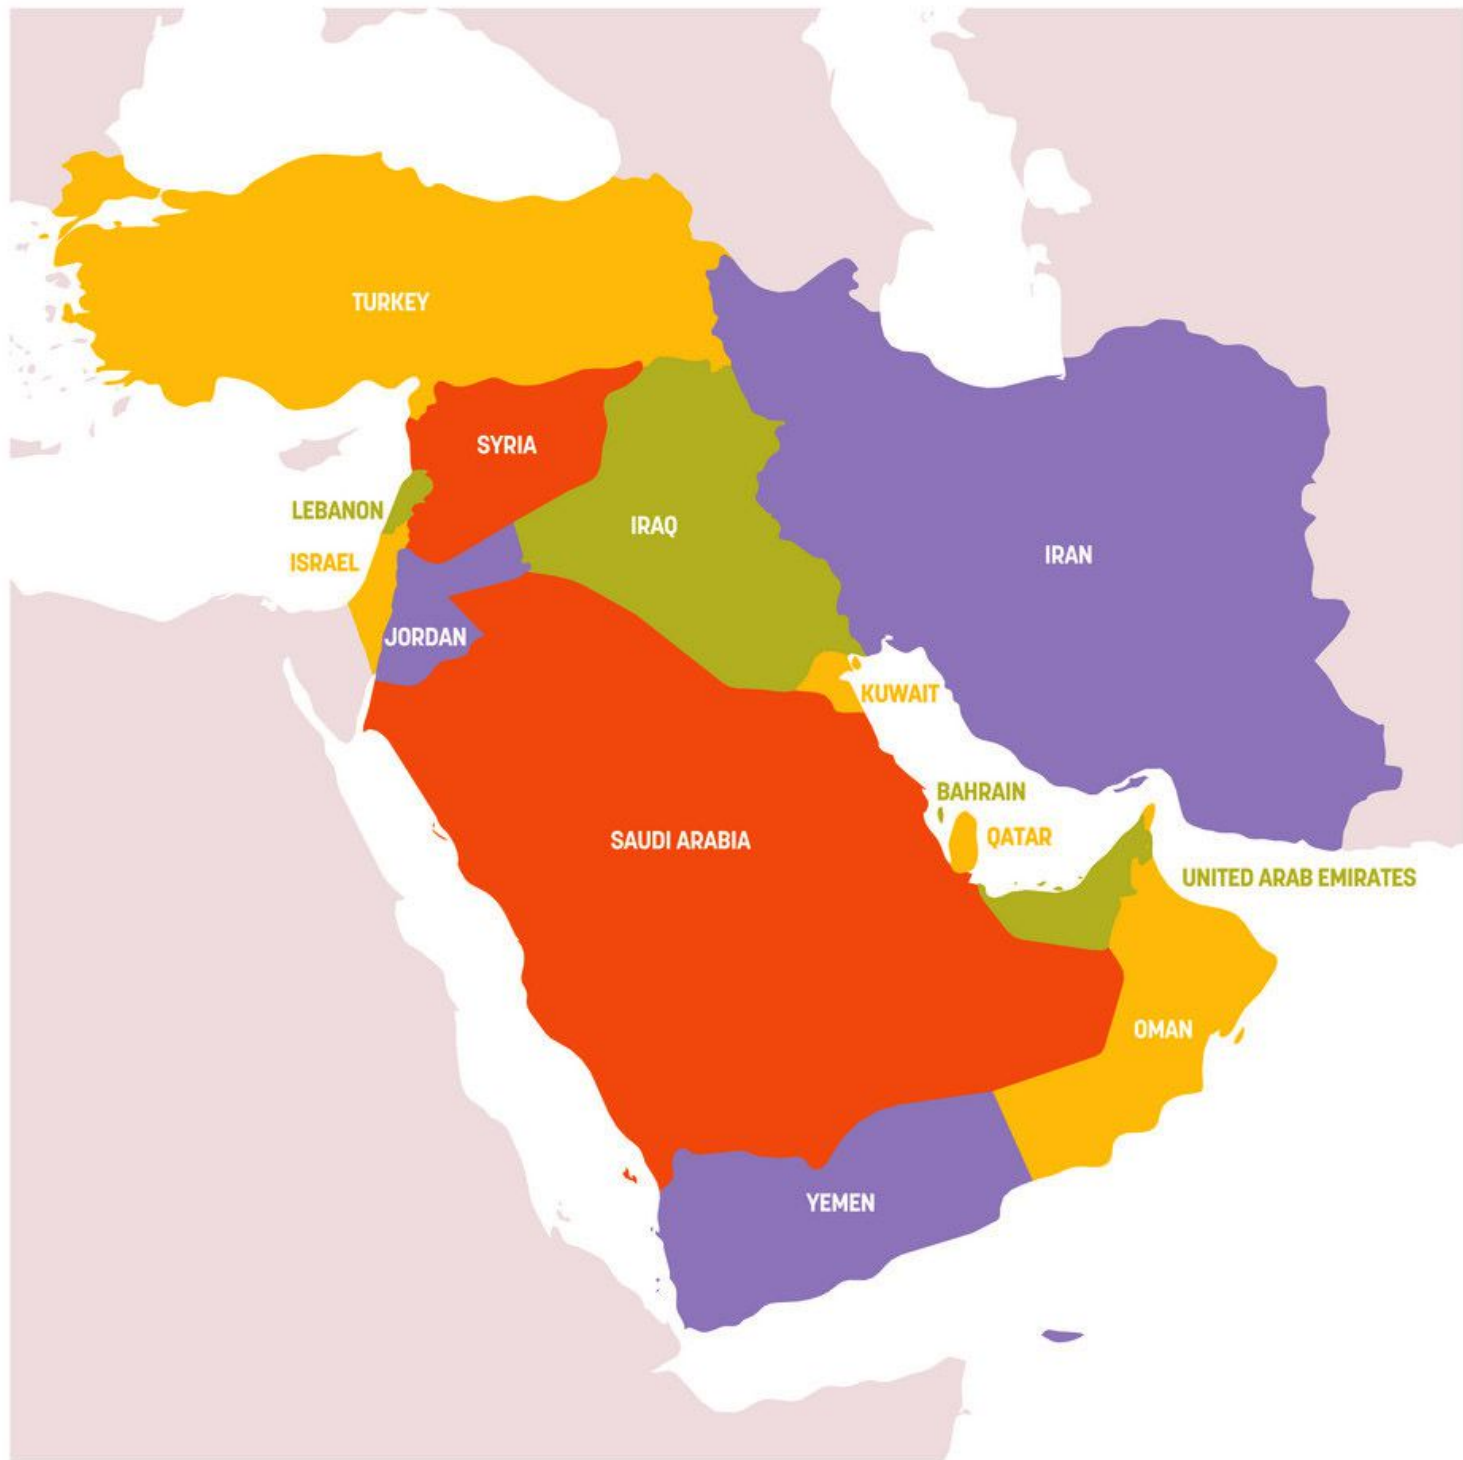 TURKEY
SYRIA
LEBANON
IRAQ
IRAN
ISRAEL
JORDAN
KUWAIT
BAHRAIN
QATAR
SAUDI ARABIA
UNITED ARAB EMIRATES
OMAN
YEMEN